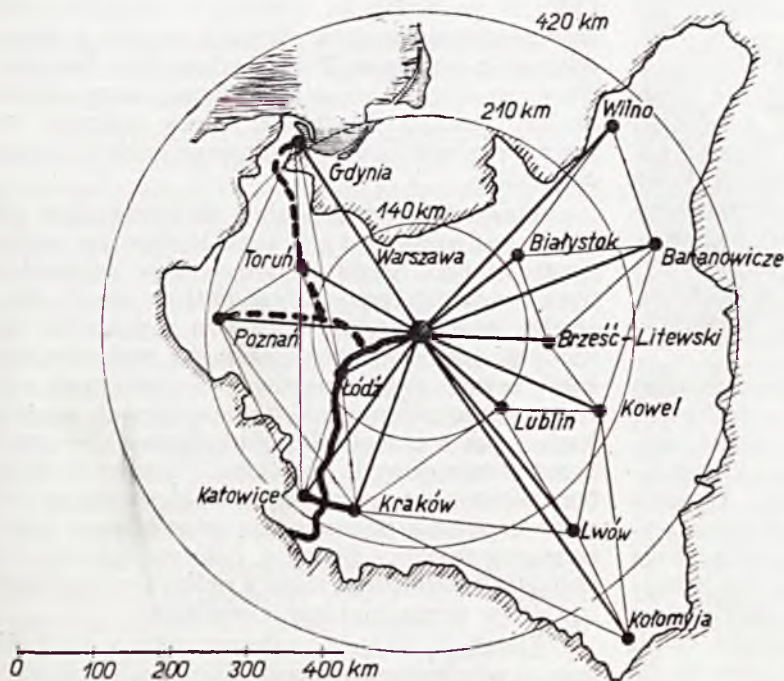 420 km
210 km
Wilno
Gdynia
140 km
Toruń
Warszawa
Białystok
Baranowicze
Poznań
Brześć-Litewski
Łódź
Lublin
Kowel
Katowice
Kraków
Lwów
Kołomyja
0 100 200 300 400 km